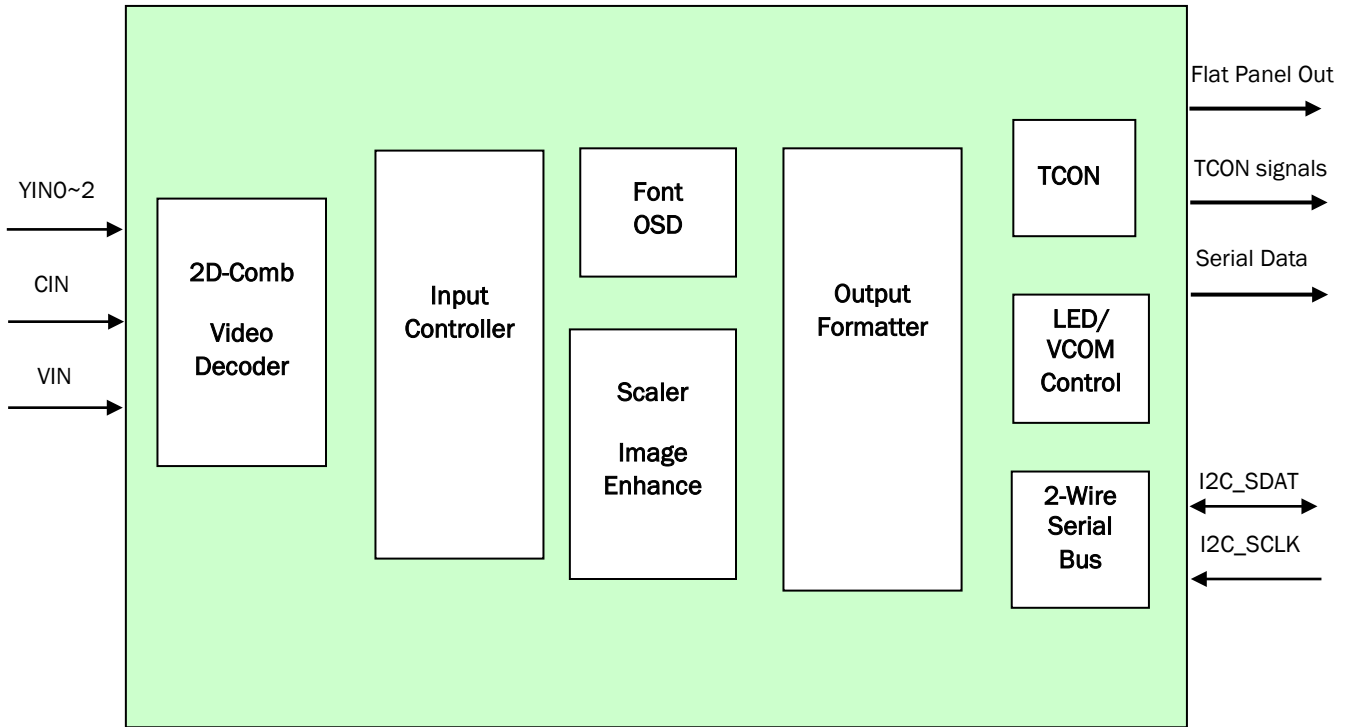 YIN0~2
CIN
VIN
2D-Comb
Video
Decoder
Input
Controller
Font
OSD
Scaler
Image
Enhance
Output
Formatter
TCON
LED/
VCOM
Control
2-Wire
Serial
Bus
Flat Panel Out
TCON signals
Serial Data
I2C_SDAT
I2C_SCLK